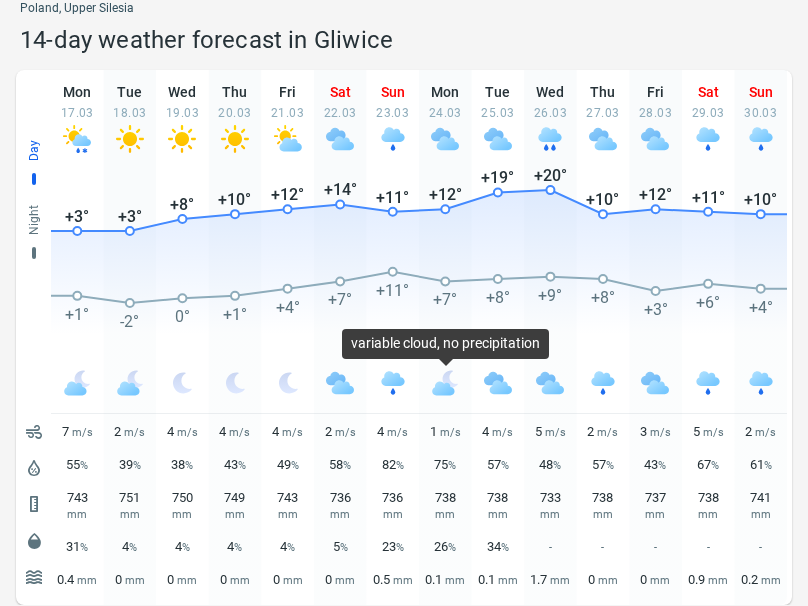 Poland, Upper Silesia
14-day weather forecast in Gliwice
Mon Tue Wed Thu Fri Sat Sun Mon Tue Wed Thu Fri Sat Sun
17.03 18.03 19.03 20.03 21.03 22.03 23.03 24.03 25.03 26.03 27.03 28.03 29.03 30.03
Day
+3° +3° +8° +10° +12° +14° +11° +12° +19° +20° +10° +12° +11° +10°
Night
+1° -2° 0° +1° +4° +7° +11° +7° +8° +9° +8° +3° +6° +4°
variable cloud, no precipitation
7 m/s 2 m/s 4 m/s 4 m/s 4 m/s 2 m/s 4 m/s 1 m/s 4 m/s 5 m/s 2 m/s 3 m/s 5 m/s 2 m/s
55% 39% 38% 43% 49% 58% 82% 75% 57% 48% 57% 43% 67% 61%
743 751 750 749 743 736 736 738 738 733 738 737 738 741
mm mm mm mm mm mm mm mm mm mm mm mm mm mm
31% 4% 4% 4% 4% 5% 23% 26% 34% - - - - -
0.4 mm 0 mm 0 mm 0 mm 0 mm 0 mm 0.5 mm 0.1 mm 0.1 mm 1.7 mm 0 mm 0 mm 0.9 mm 0.2 mm